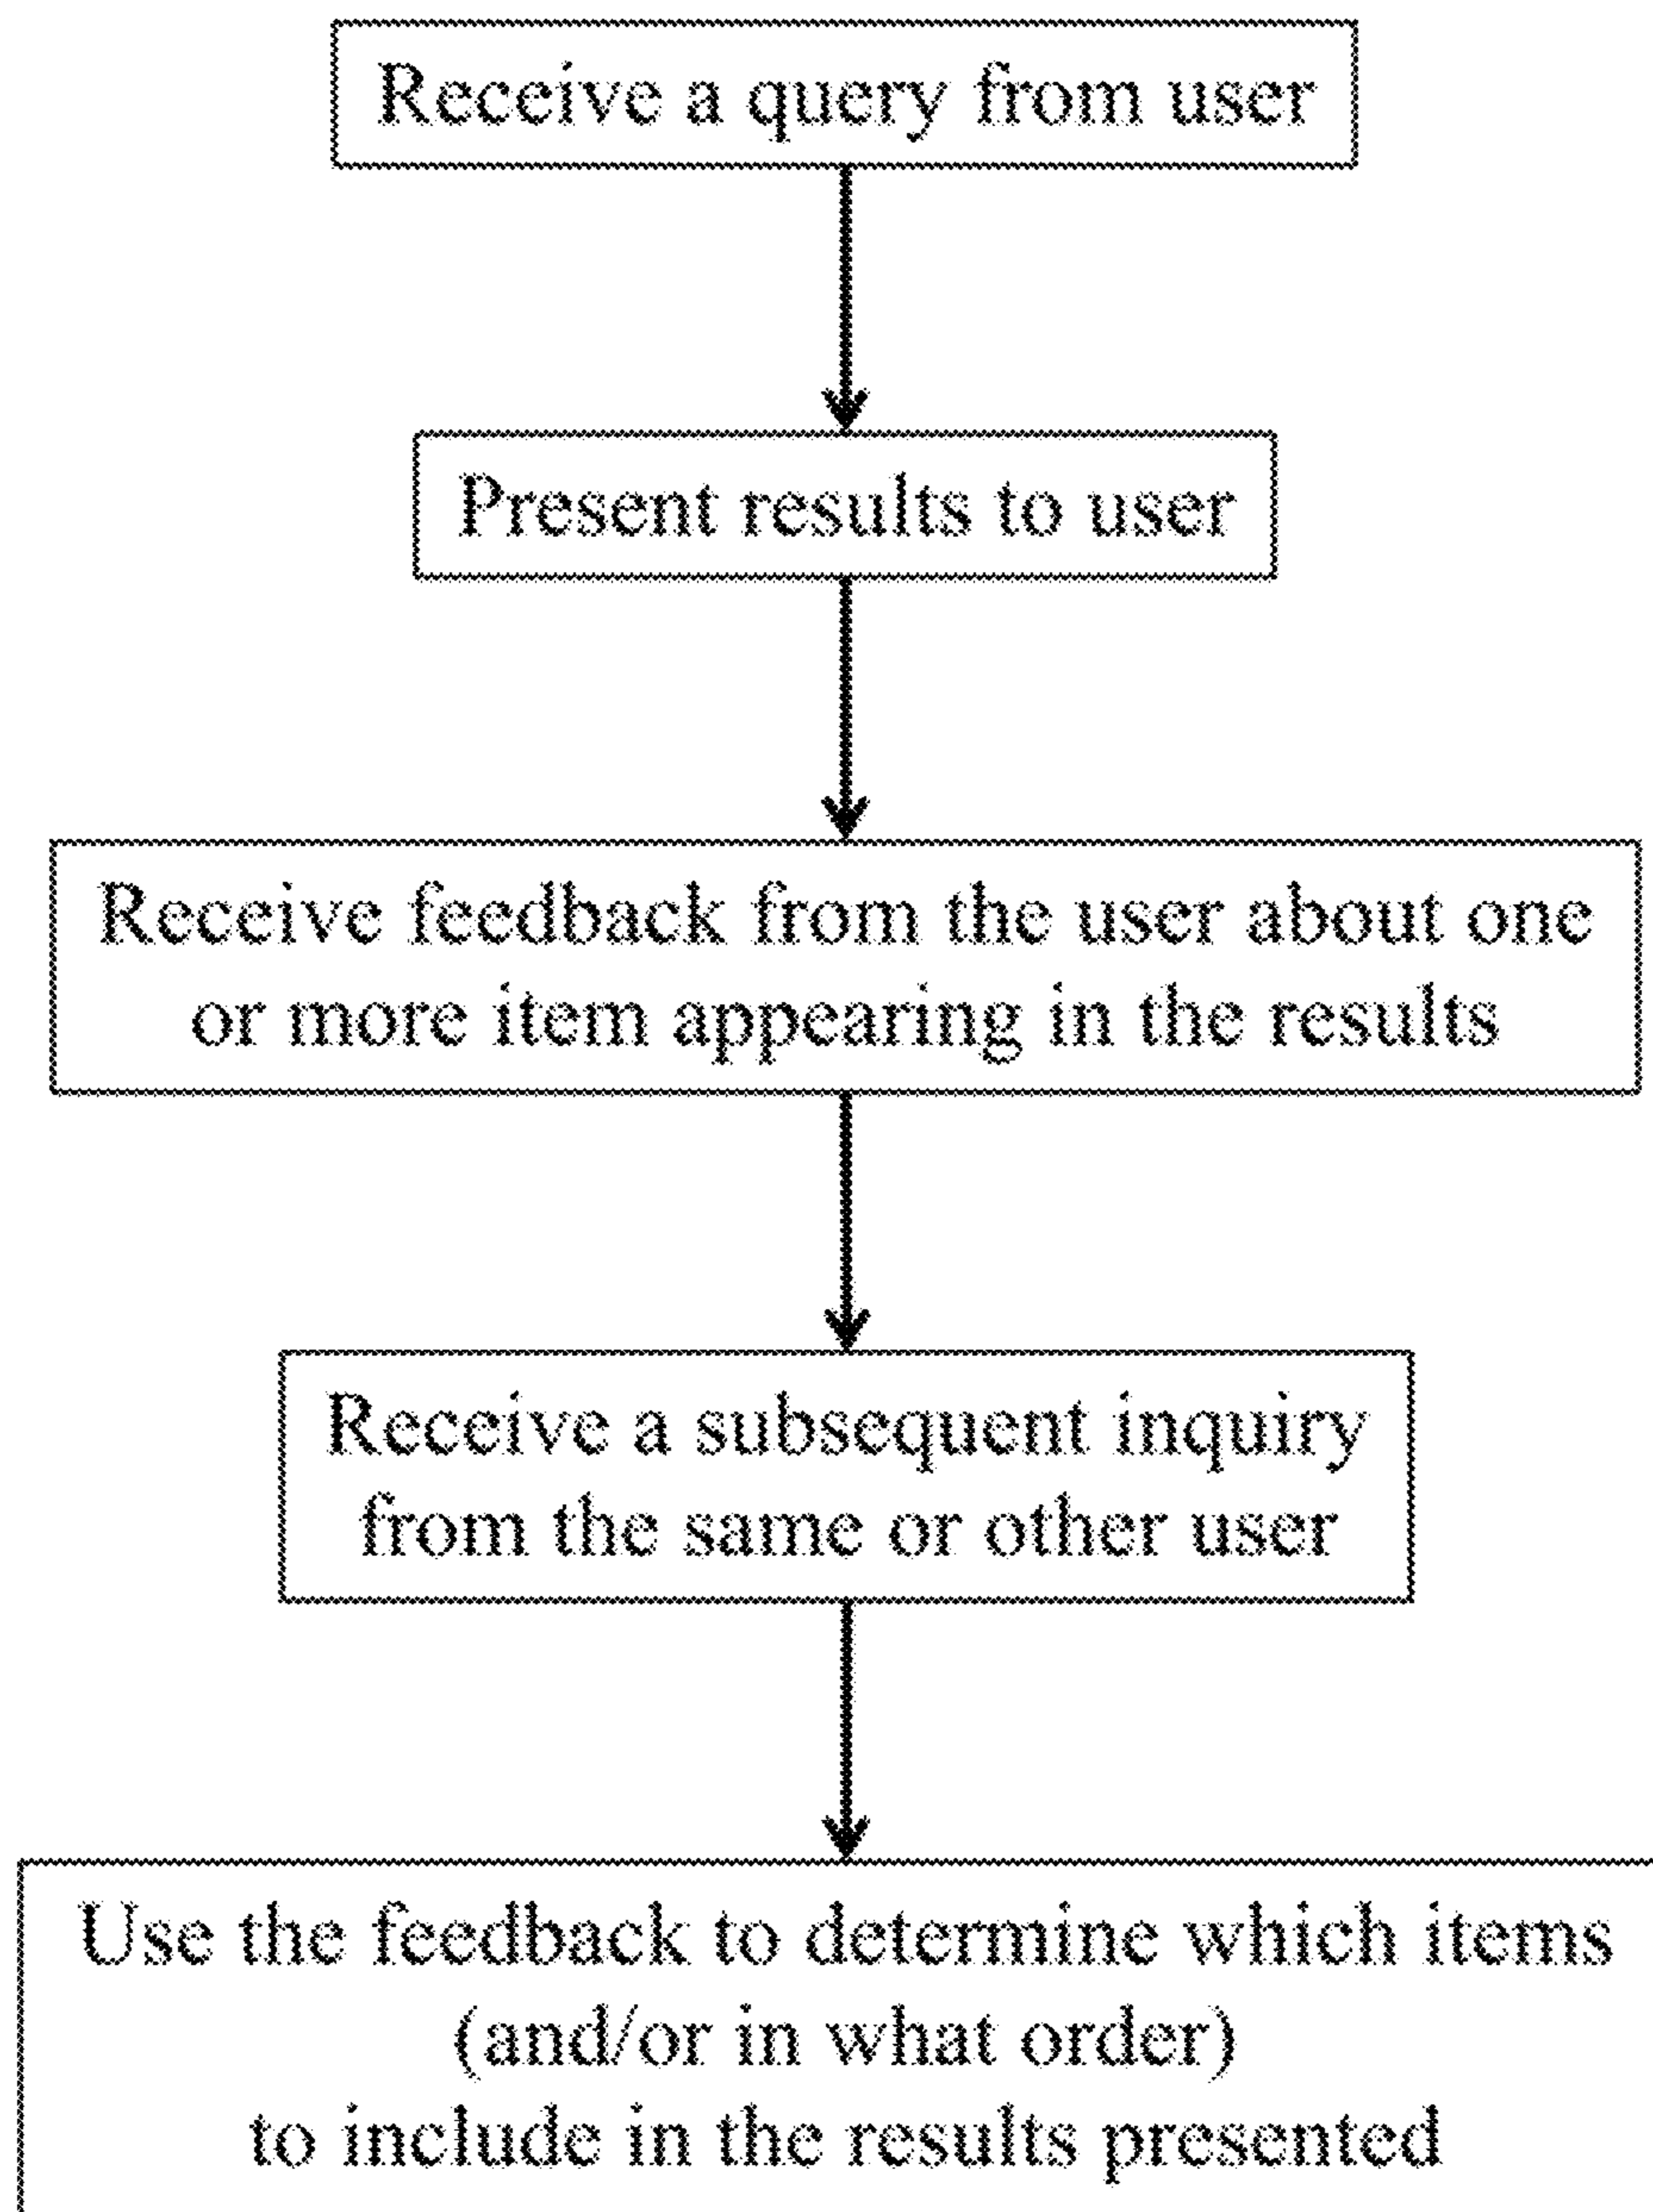 Receive a query from user
Present results to user
Receive feedback from the user about one
or more item appearing in the results
Receive a subsequent inquiry
from the same or other user
Use the feedback to determine which items
(and/or in what order)
to include in the results presented